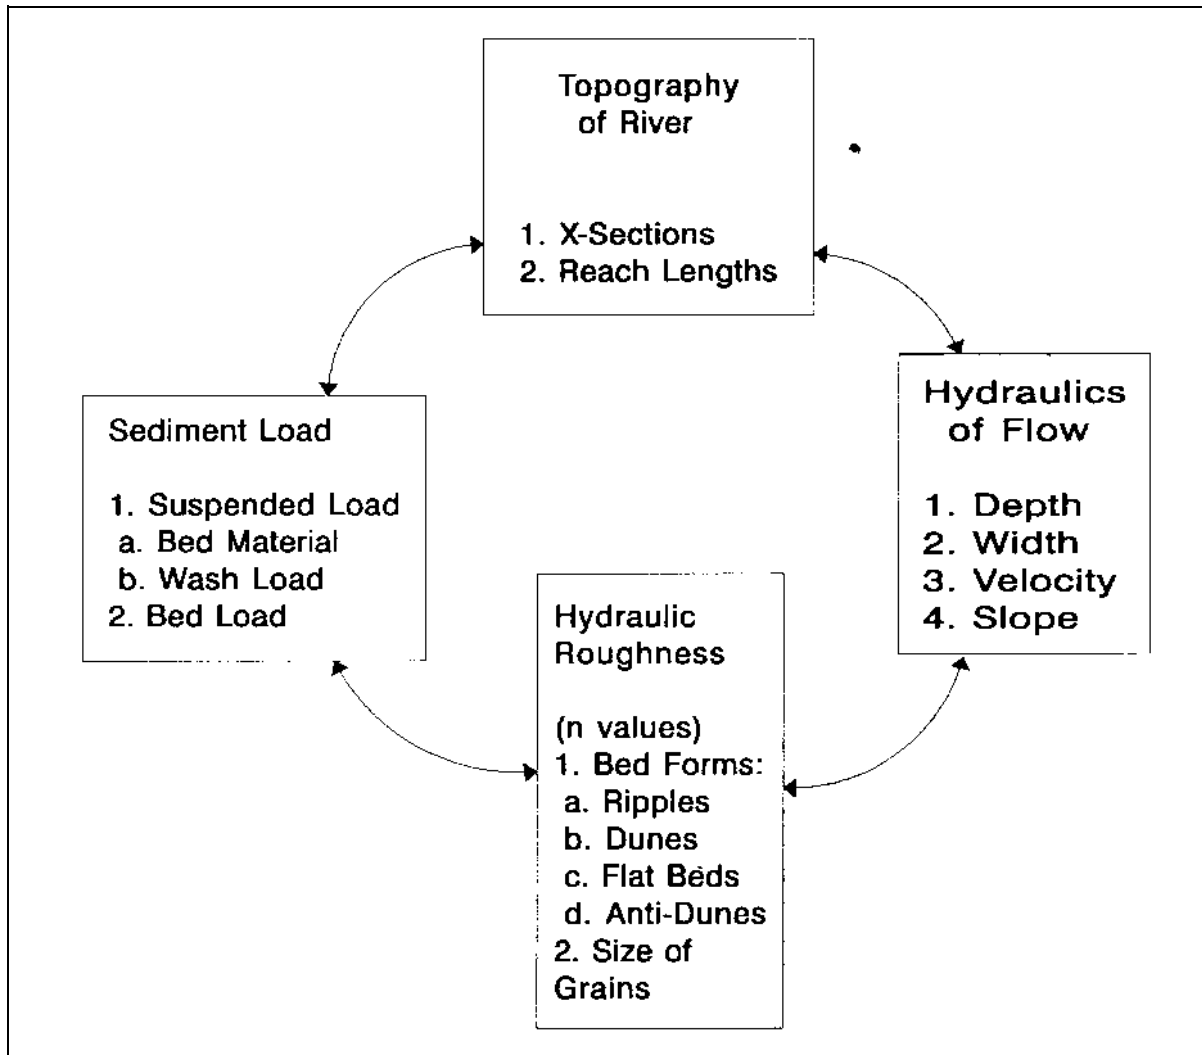 Topography
of River
1. X-Sections
2. Reach Lengths
Sediment Load
1. Suspended Load
a. Bed Material
b. Wash Load
2. Bed Load
Hydraulics
of Flow
1. Depth
2. Width
3. Velocity
4. Slope
Hydraulic
Roughness
(n values)
1. Bed Forms:
a. Ripples
b. Dunes
c. Flat Beds
d. Anti-Dunes
2. Size of
Grains